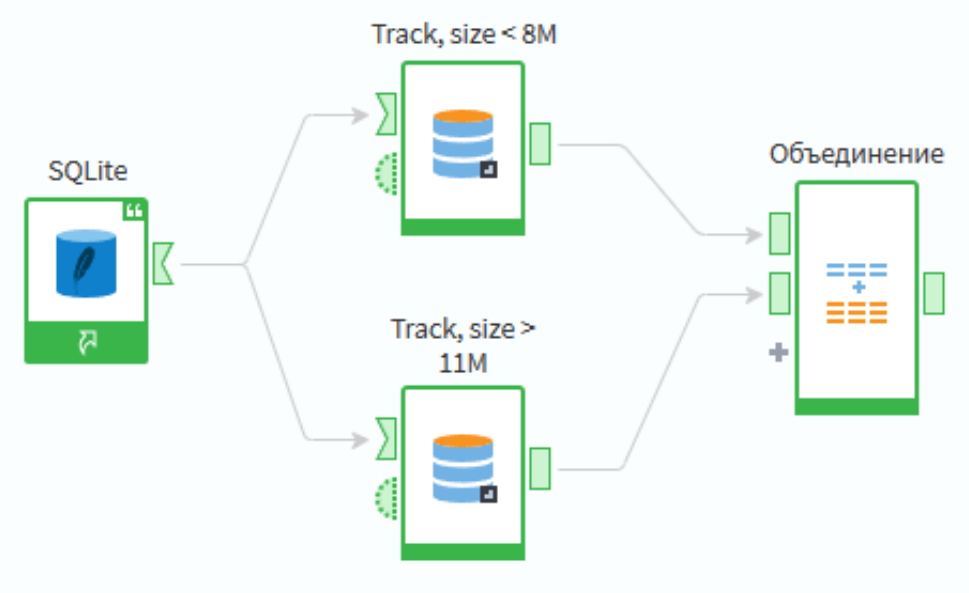 Track, size < 8M
SQLite
Объединение
Track, size >
11M